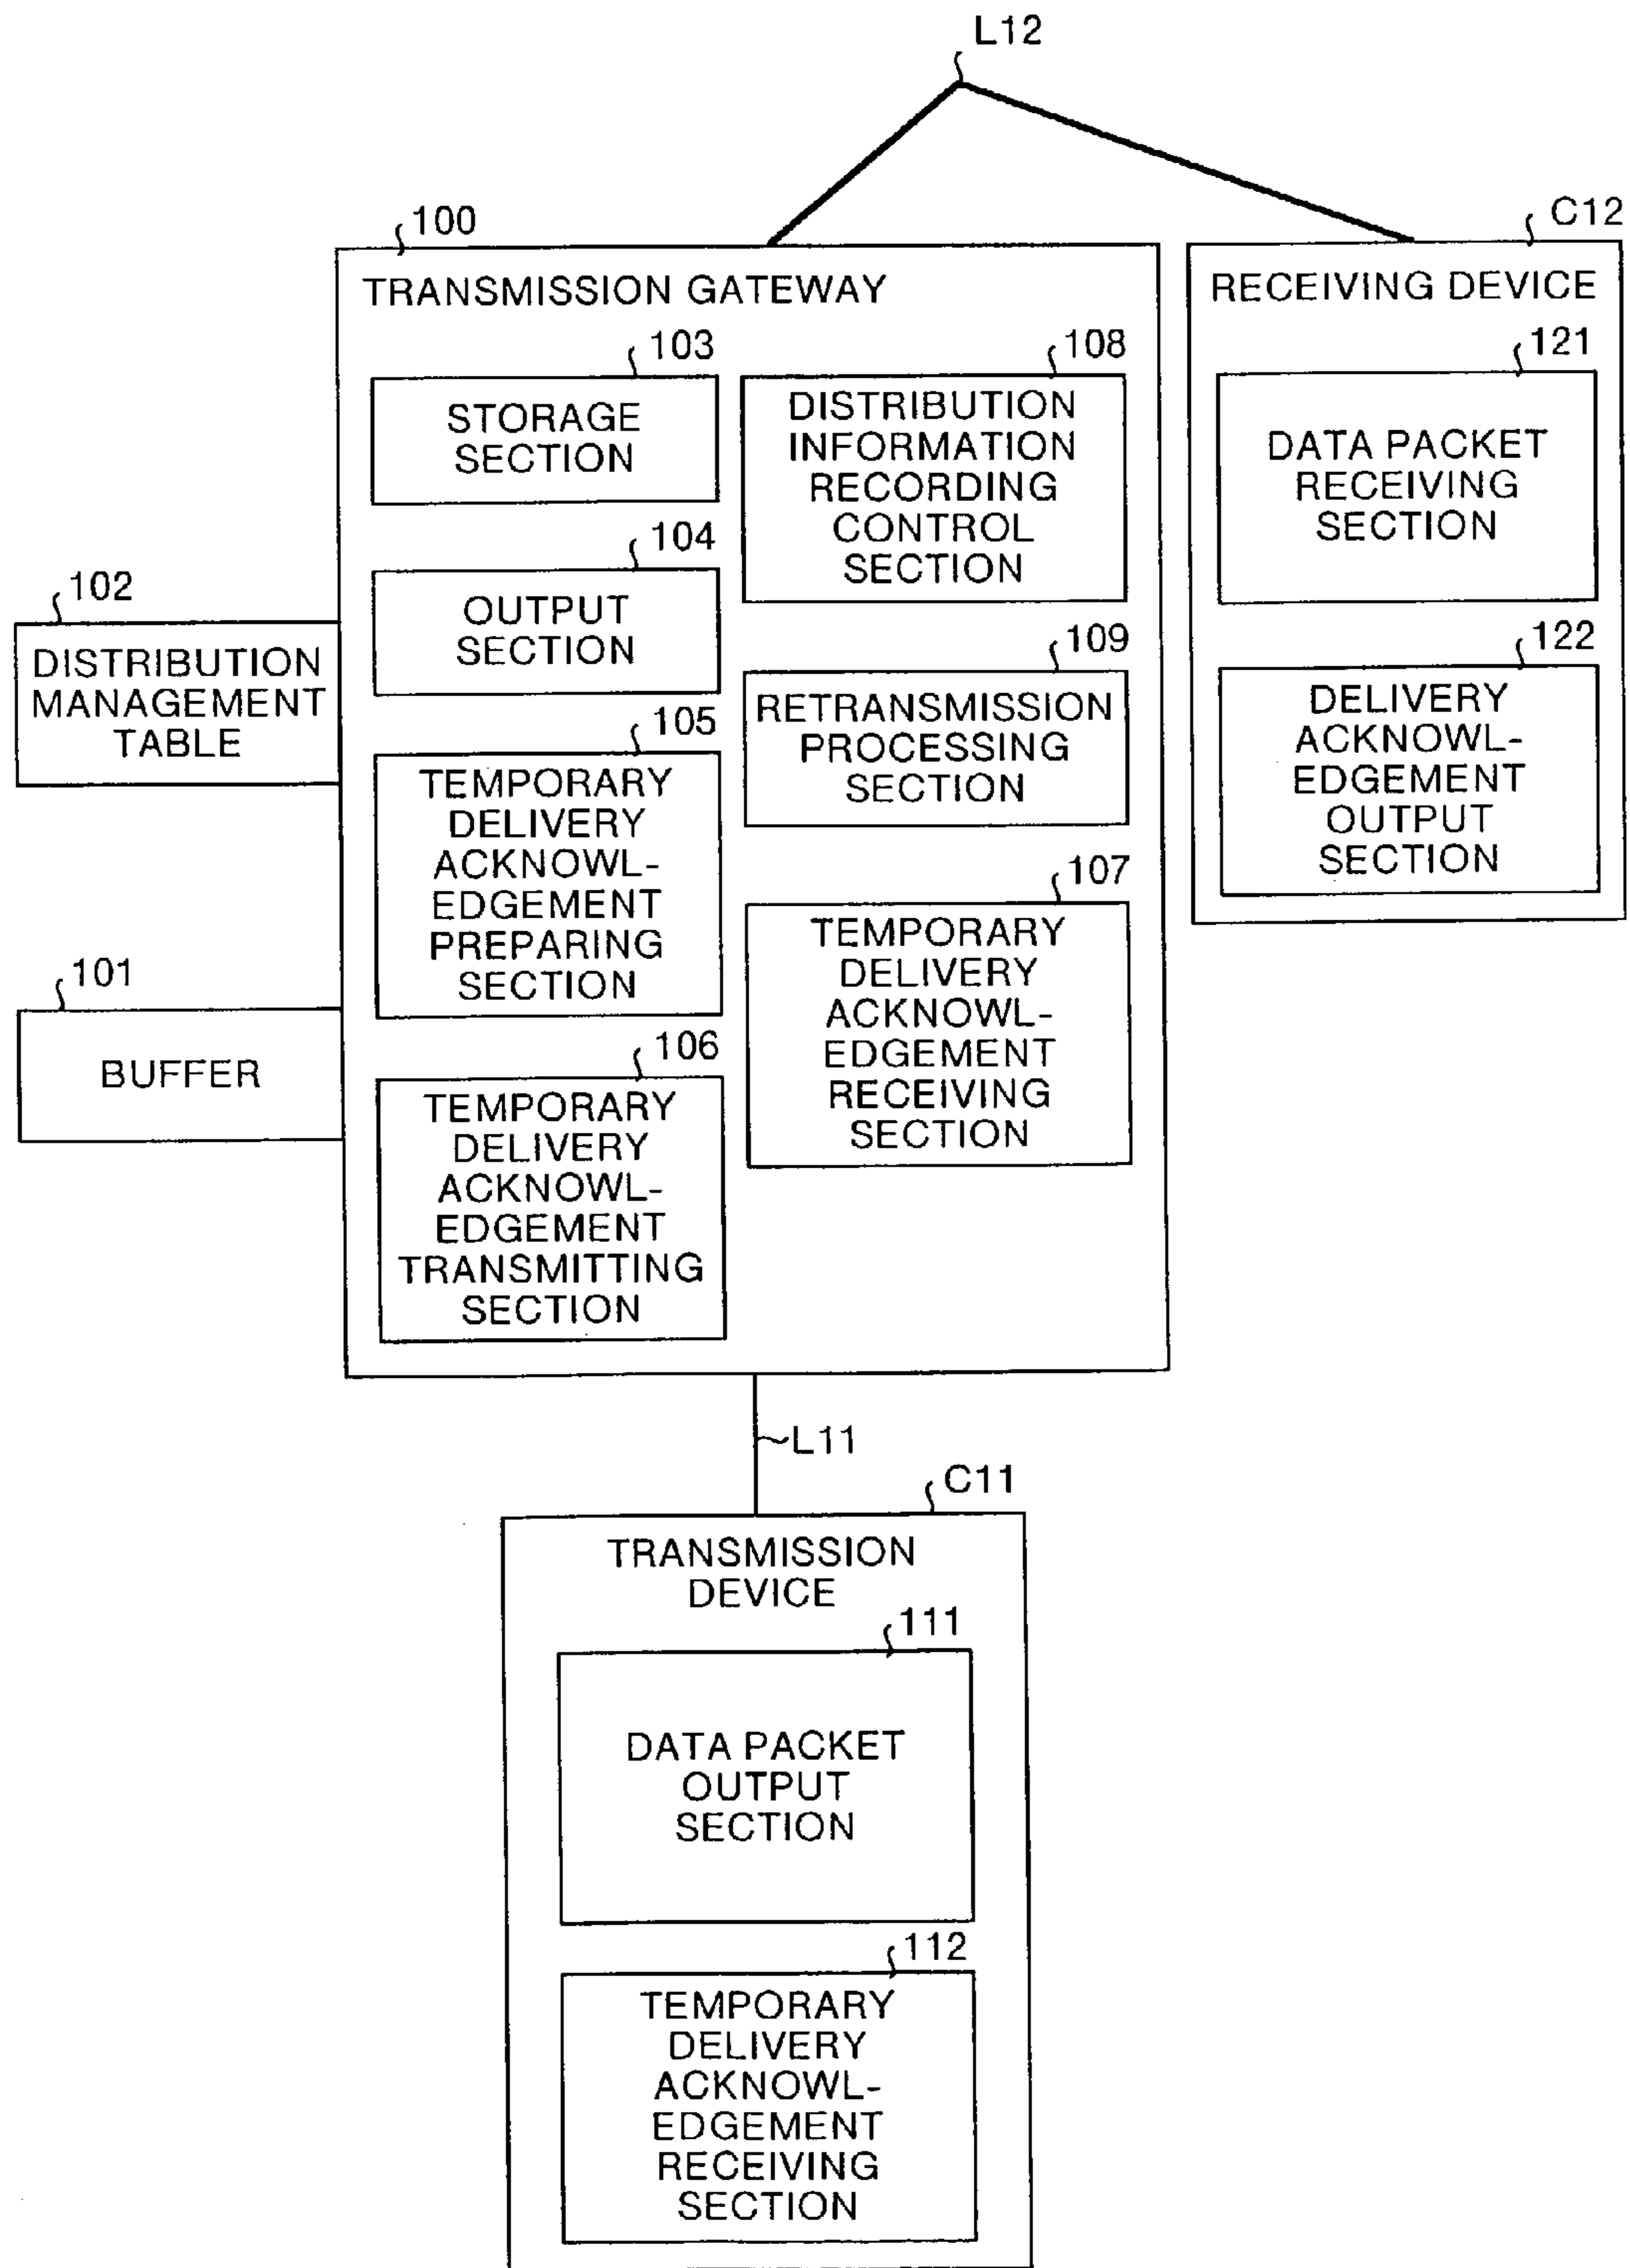 L12
100
C12
TRANSMISSION GATEWAY
RECEIVING DEVICE
103
STORAGE
SECTION
108
DISTRIBUTION
INFORMATION
RECORDING
CONTROL
SECTION
121
DATA PACKET
RECEIVING
SECTION
104
OUTPUT
SECTION
102
DISTRIBUTION
MANAGEMENT
TABLE
109
RETRANSMISSION
PROCESSING
SECTION
122
DELIVERY
ACKNOWL-
EDGEMENT
OUTPUT
SECTION
105
TEMPORARY
DELIVERY
ACKNOWL-
EDGEMENT
PREPARING
SECTION
107
TEMPORARY
DELIVERY
ACKNOWL-
EDGEMENT
RECEIVING
SECTION
101
BUFFER
106
TEMPORARY
DELIVERY
ACKNOWL-
EDGEMENT
TRANSMITTING
SECTION
L11
C11
TRANSMISSION
DEVICE
111
DATA PACKET
OUTPUT
SECTION
112
TEMPORARY
DELIVERY
ACKNOWL-
EDGEMENT
RECEIVING
SECTION